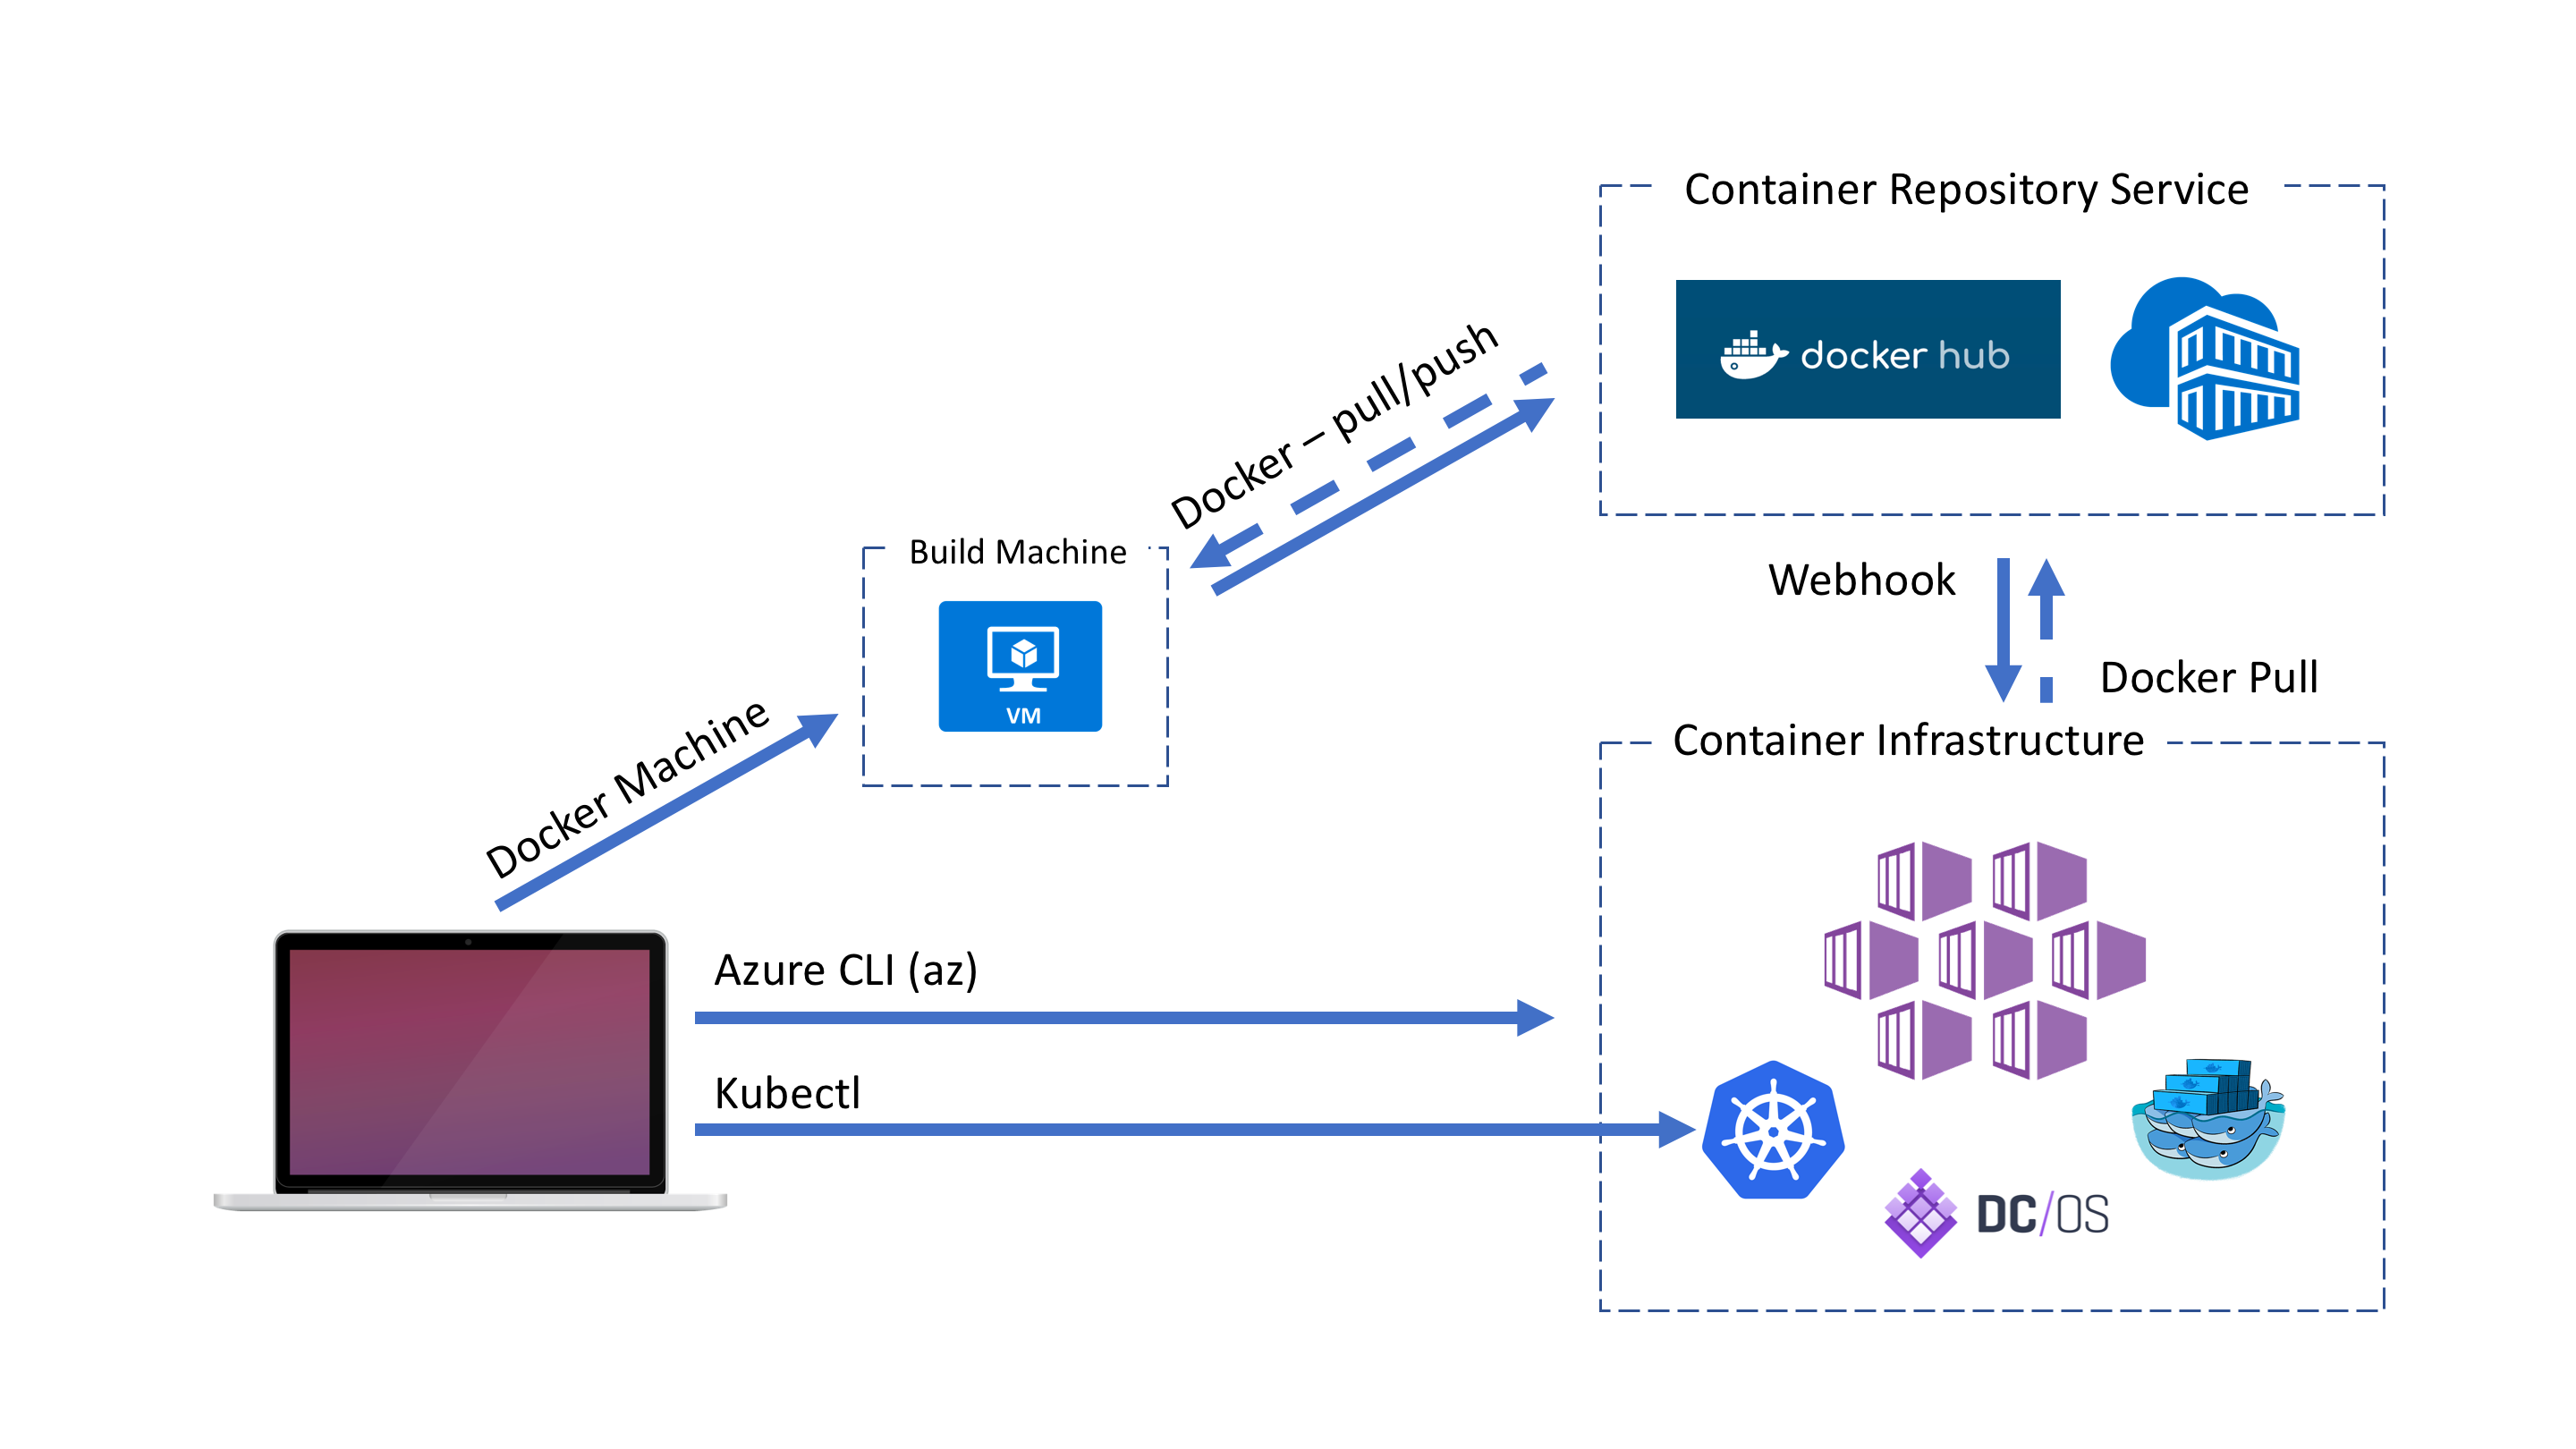 Container Repository Service
docker hub
Docker – pull/push
Build Machine
VM
Webhook
Docker Pull
Docker Machine
Container Infrastructure
Azure CLI (az)
Kubectl
DC/OS